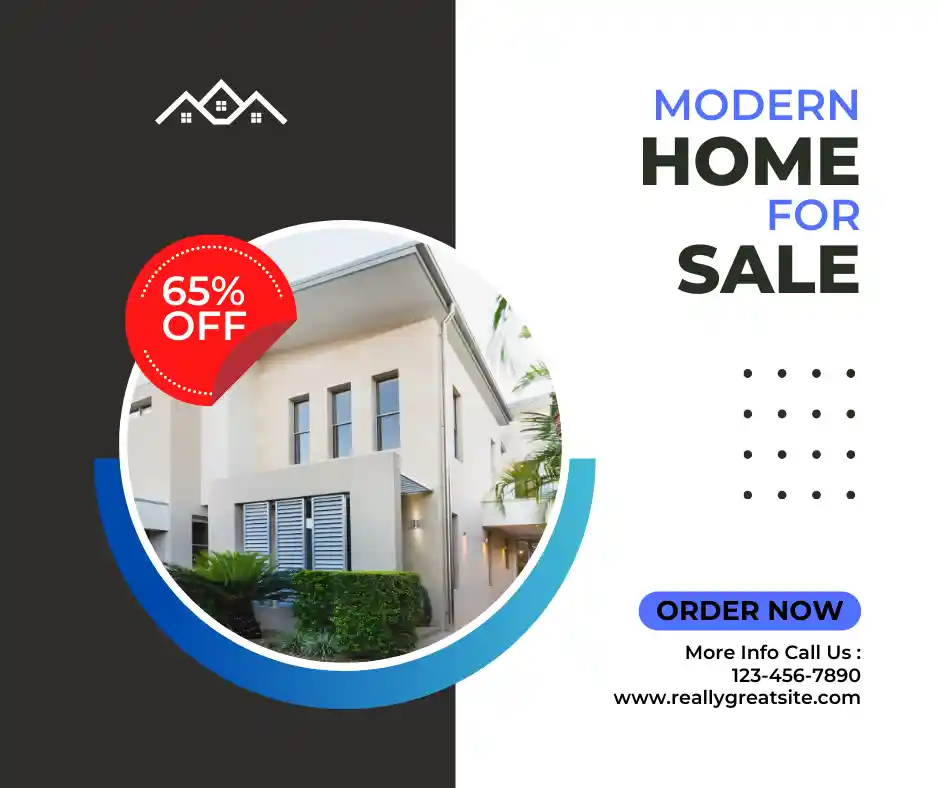 MODERN
HOME
FOR
SALE
65%
OFF
ORDER NOW
More Info Call Us :
123-456-7890
www.reallygreatsite.com